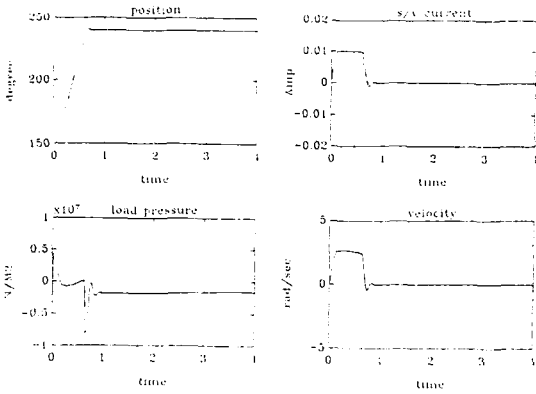 position
250
200
150
degree
0 1 2 3 4
time
s/v current
0.02
0.01
0
-0.01
-0.02
Amp
0 1 2 3 4
time
x10⁷ load pressure
1
0.5
0
-0.5
-1
N/M2
0 1 2 3 4
time
velocity
5
0
-5
rad/sec
0 1 2 3 4
time